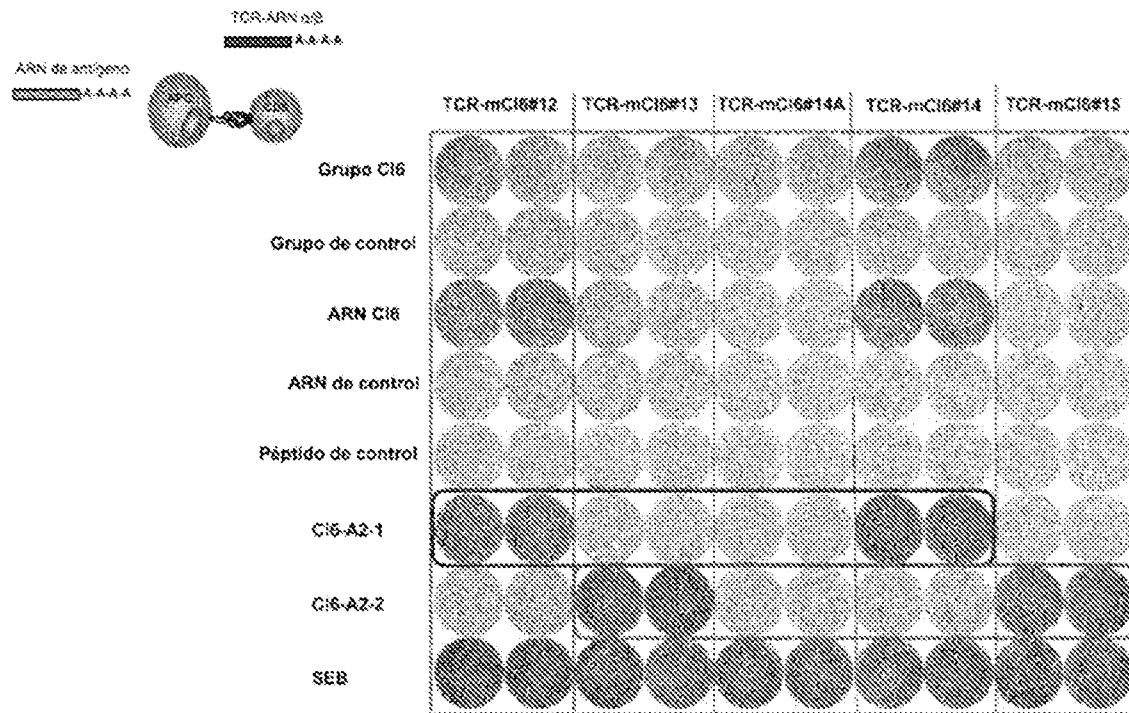 TCR-ARN α/β
A-A-A-A
ARN de antígeno
A-A-A-A
TCR-mCl6#12 TCR-mCl6#13 TCR-mCl6#14A TCR-mCl6#14 TCR-mCl6#15
Grupo Cl6
Grupo de control
ARN Cl6
ARN de control
Péptido de control
Cl6-A2-1
Cl6-A2-2
SEB